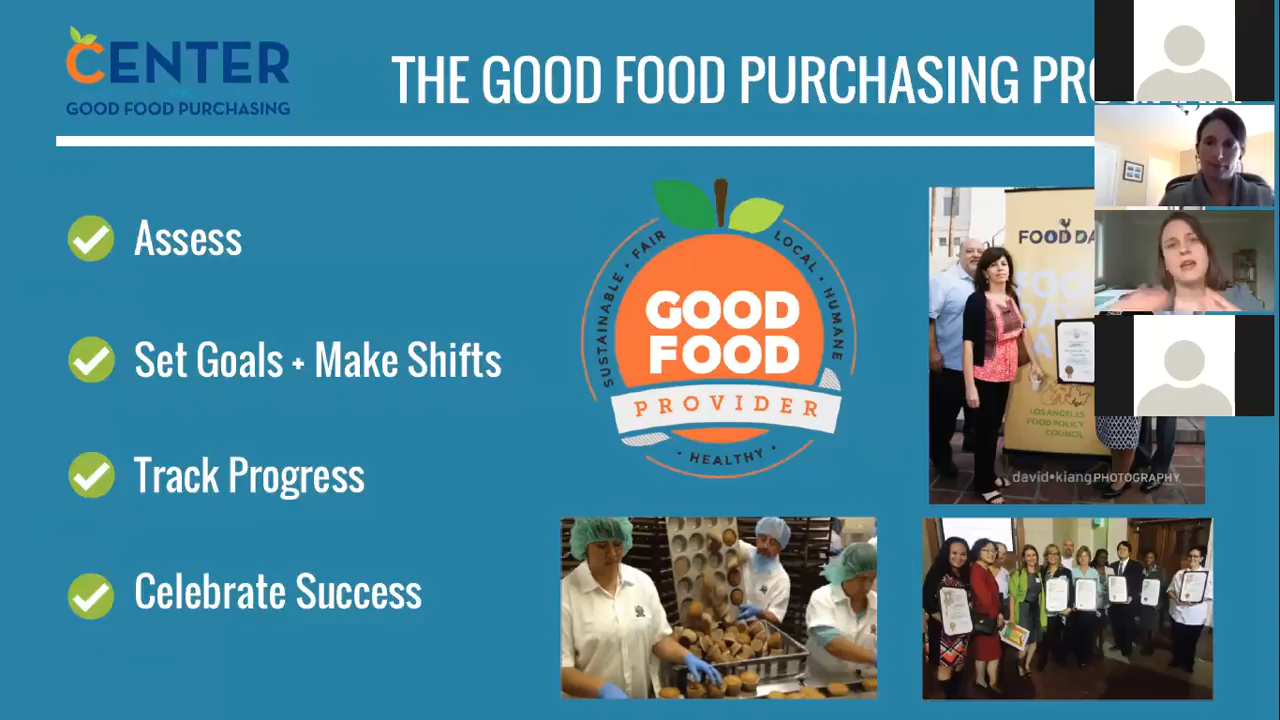 CENTER
GOOD FOOD PURCHASING
THE GOOD FOOD PURCHASING
Assess
Set Goals + Make Shifts
Track Progress
Celebrate Success
SUSTAINABLE · FAIR
LOCAL · HUMANE
GOOD
FOOD
PROVIDER
· HEALTHY ·
FOOD DA
LOS ANGELES
FOOD POLICY
COUNCIL
david•kiangPHOTOGRAPHY